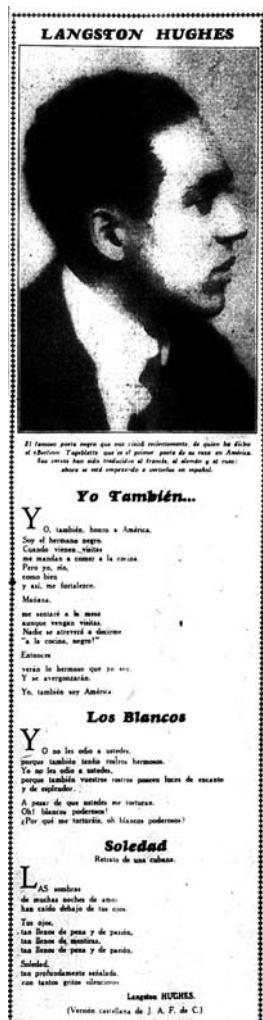 LANGSTON HUGHES
El famoso poeta negro que nos visitó recientemente, de quien ha dicho
el «Berliner Tageblatt» que es el primer poeta de su raza en América.
Sus versos han sido traducidos al francés, al alemán y al ruso:
ahora se está empezando a verterlos en español.
Yo También...
YO, también, honro a América.
Soy el hermano negro.
Cuando vienen visitas
me mandan a comer a la cocina.
Pero yo, río,
como bien
y así, me fortalezco.
Mañana,
me sentaré a la mesa
aunque vengan visitas.
Nadie se atreverá a decirme
"a la cocina, negro!"
Entonces
verán lo hermoso que yo soy.
Y se avergonzarán.
Yo, también soy América.
Los Blancos
YO no les odio a ustedes,
porque también tenéis rostros hermosos.
Yo no les odio a ustedes,
porque también vuestros rostros poseen luces de encanto
y de esplendor.
A pesar de que ustedes me torturan.
Oh! blancos poderosos!
¿Por qué me torturáis, oh blancos poderosos?
Soledad
Retrato de una cubana.
LAS sombras
de muchas noches de amor
han caído debajo de tus ojos.
Tus ojos,
tan llenos de pena y de pasión,
tan llenos de mentiras,
tan llenos de pena y de pasión,
Soledad,
tan profundamente señalada,
con tantos gritos silenciosos
Langston HUGHES.
(Versión castellana de J. A. F. de C.)